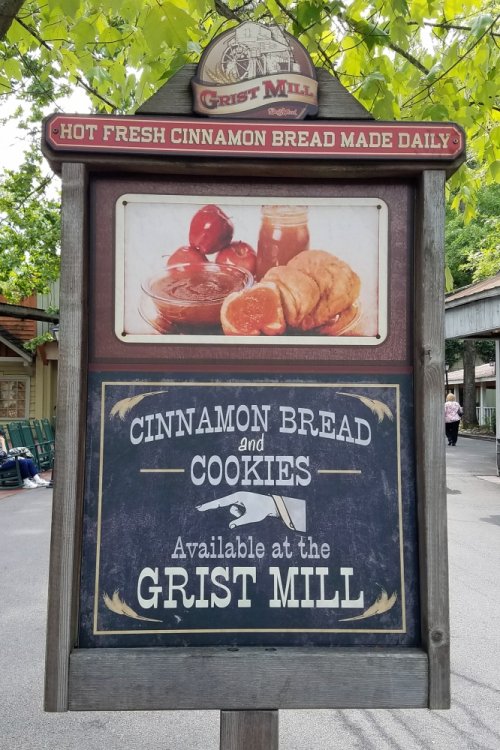 GRIST MILL
HOT FRESH CINNAMON BREAD MADE DAILY
CINNAMON BREAD
and
COOKIES
Available at the
GRIST MILL